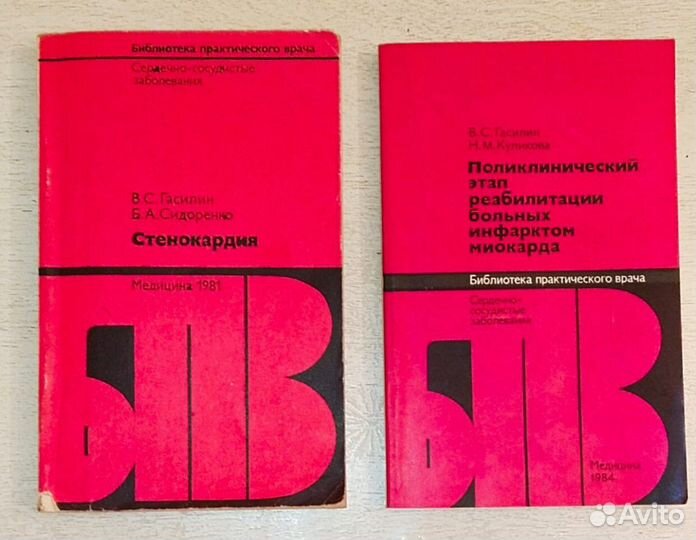 Библиотека практического врача
Сердечно-сосудистые
заболевания
В.С.Гасилин
Б.А.Сидоренко
Стенокардия
Медицина 1981
БПВ
В.С.Гасилин
Н.М.Куликова
Поликлинический
этап
реабилитации
больных
инфарктом
миокарда
Библиотека практического врача
Сердечно-
сосудистые
заболевания
БПВ
Медицина
1984
Avito